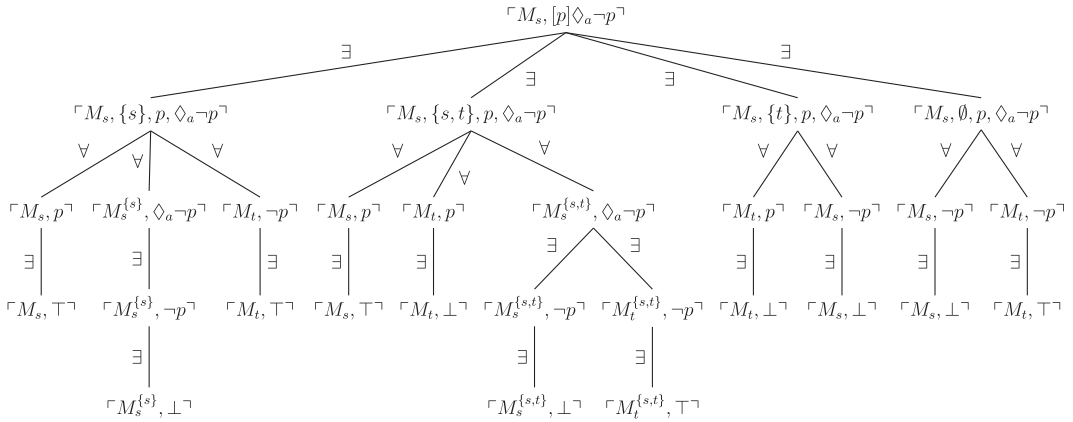 ⌜M_s, [p]◊_a¬p⌝
∃ ∃ ∃ ∃
⌜M_s, {s}, p, ◊_a¬p⌝ ⌜M_s, {s, t}, p, ◊_a¬p⌝ ⌜M_s, {t}, p, ◊_a¬p⌝ ⌜M_s, ∅, p, ◊_a¬p⌝
∀ ∀ ∀ ∀ ∀ ∀ ∀ ∀ ∀ ∀
⌜M_s, p⌝ ⌜M_s^{{s}}, ◊_a¬p⌝ ⌜M_t, ¬p⌝ ⌜M_s, p⌝ ⌜M_t, p⌝ ⌜M_s^{{s,t}}, ◊_a¬p⌝ ⌜M_t, p⌝ ⌜M_s, ¬p⌝ ⌜M_s, ¬p⌝ ⌜M_t, ¬p⌝
∃ ∃ ∃ ∃ ∃ ∃ ∃ ∃ ∃ ∃ ∃
⌜M_s, ⊤⌝ ⌜M_s^{{s}}, ¬p⌝ ⌜M_t, ⊤⌝ ⌜M_s, ⊤⌝ ⌜M_t, ⊥⌝ ⌜M_s^{{s,t}}, ¬p⌝ ⌜M_t^{{s,t}}, ¬p⌝ ⌜M_t, ⊥⌝ ⌜M_s, ⊥⌝ ⌜M_s, ⊥⌝ ⌜M_t, ⊤⌝
∃ ∃ ∃
⌜M_s^{{s}}, ⊥⌝ ⌜M_s^{{s,t}}, ⊥⌝ ⌜M_t^{{s,t}}, ⊤⌝